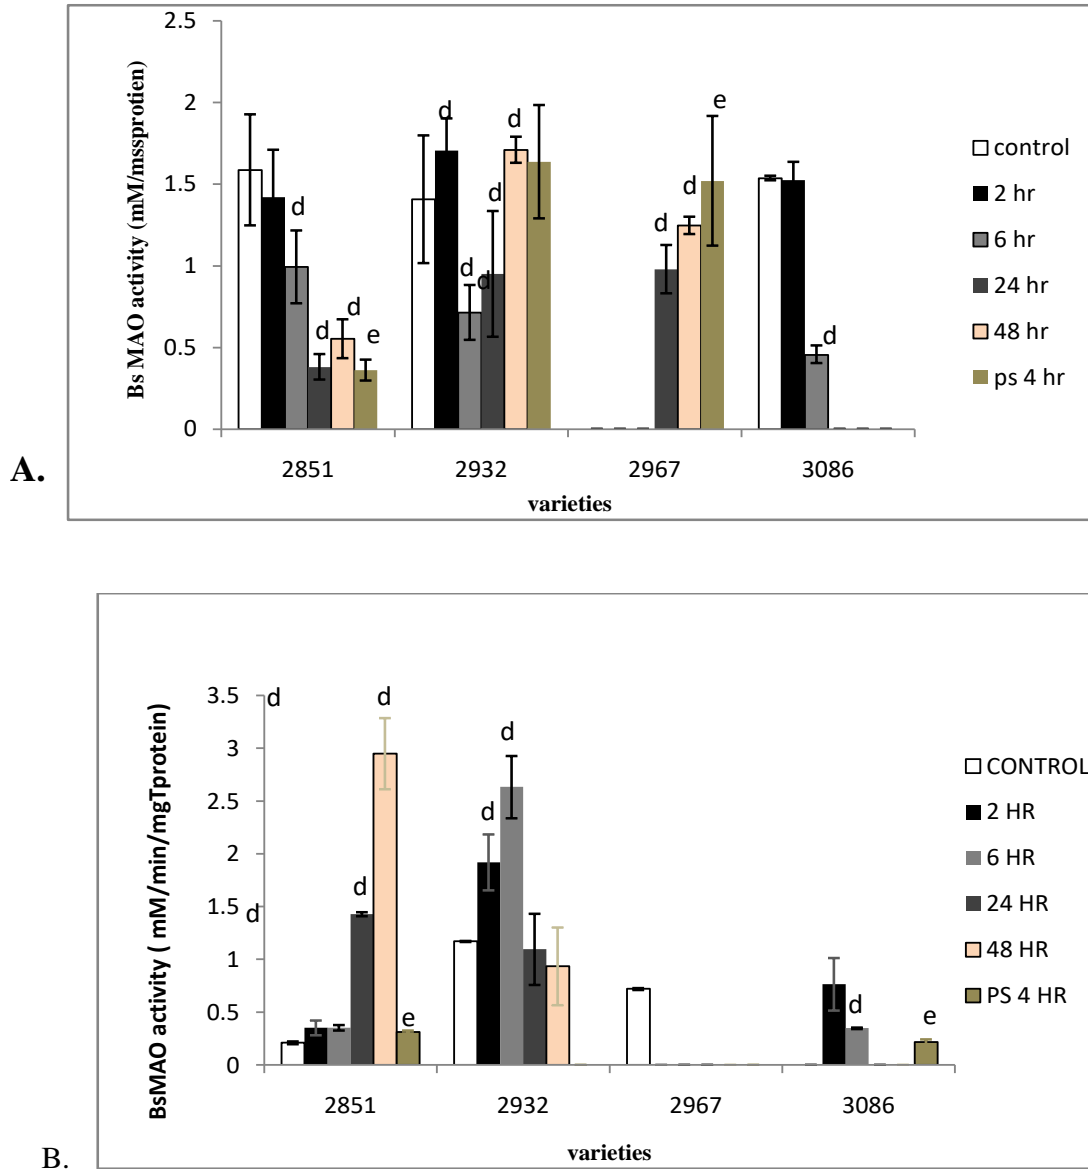 2.5
2
1.5
1
0.5
0
Bs MAO activity (mM/mssprotien)
d
d
e
d
d
d
d
d
d
e
d
d
e
d
2851 2932 2967 3086
varieties
control
2 hr
6 hr
24 hr
48 hr
ps 4 hr
A.
3.5
3
2.5
2
1.5
1
0.5
0
BsMAO activity ( mM/min/mgTprotein)
d
d
d
d
d
d
e
d
e
2851 2932 2967 3086
varieties
CONTROL
2 HR
6 HR
24 HR
48 HR
PS 4 HR
B.